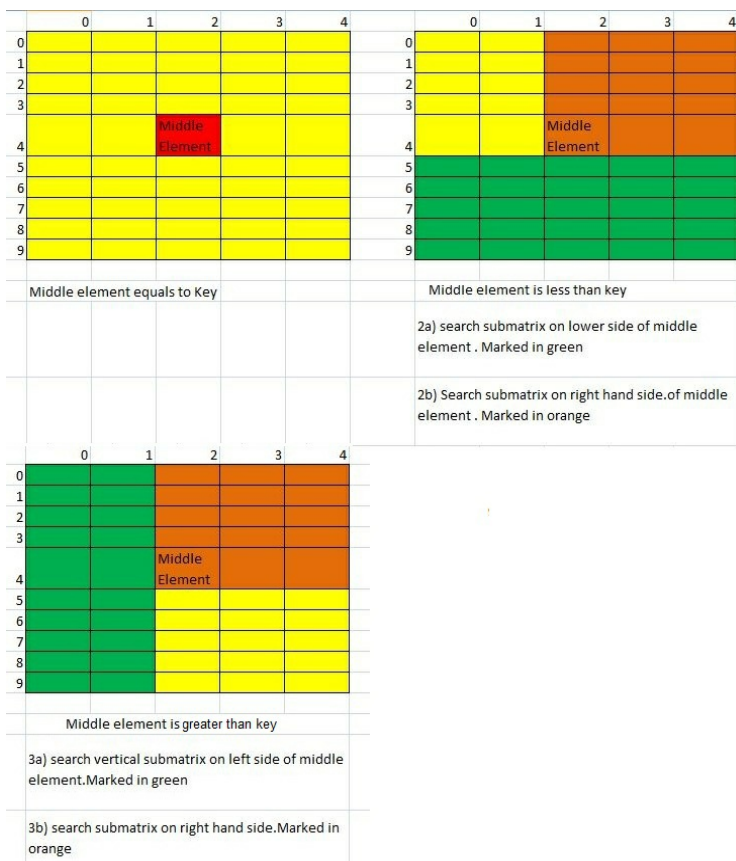 0 1 2 3 4
0
1
2
3
Middle
4 Element
5
6
7
8
9
Middle element equals to Key
0 1 2 3 4
0
1
2
3
Middle
4 Element
5
6
7
8
9
Middle element is less than key
2a) search submatrix on lower side of middle
element . Marked in green
2b) Search submatrix on right hand side.of middle
element . Marked in orange
0 1 2 3 4
0
1
2
3
Middle
4 Element
5
6
7
8
9
Middle element is greater than key
3a) search vertical submatrix on left side of middle
element.Marked in green
3b) search submatrix on right hand side.Marked in
orange